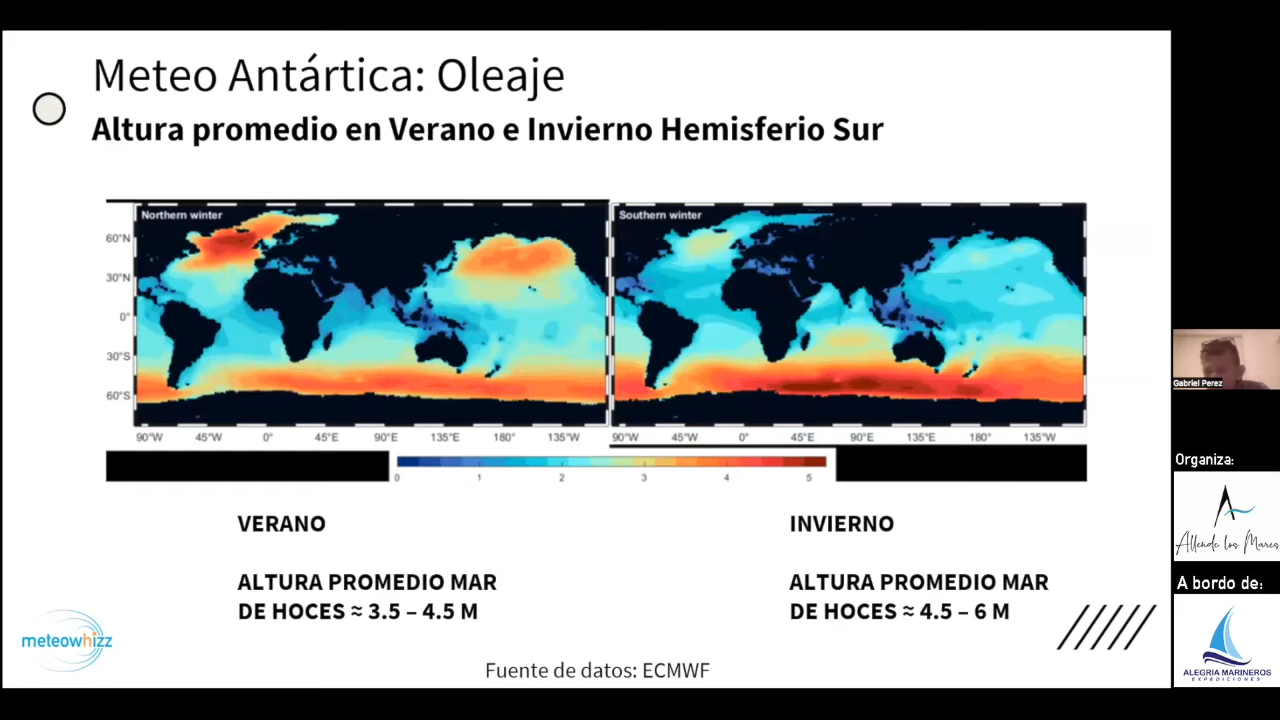 Meteo Antártica: Oleaje
Altura promedio en Verano e Invierno Hemisferio Sur
Northern winter
Southern winter
60°N
30°N
0°
30°S
60°S
90°W 45°W 0° 45°E 90°E 135°E 180° 135°W
90°W 45°W 0° 45°E 90°E 135°E 180° 135°W
0 1 2 3 4 5
VERANO
ALTURA PROMEDIO MAR
DE HOCES ≈ 3.5 – 4.5 M
INVIERNO
ALTURA PROMEDIO MAR
DE HOCES ≈ 4.5 – 6 M
meteowhizz
Fuente de datos: ECMWF
Gabriel Perez
Organiza:
Allende los Mares
A bordo de:
ALEGRIA MARINEROS
EXPEDICIONES